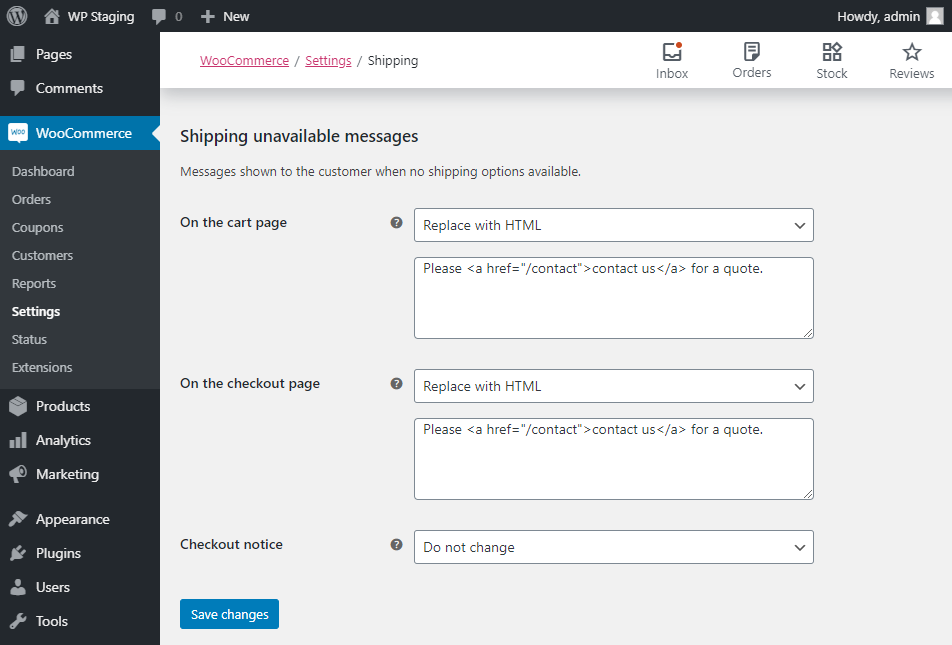 WP Staging 0 New Howdy, admin
Pages
Comments
WOO WooCommerce
Dashboard
Orders
Coupons
Customers
Reports
Settings
Status
Extensions
Products
Analytics
Marketing
Appearance
Plugins
Users
Tools
WooCommerce / Settings / Shipping
Inbox Orders Stock Reviews
Shipping unavailable messages
Messages shown to the customer when no shipping options available.
On the cart page ? Replace with HTML
Please <a href="/contact">contact us</a> for a quote.
On the checkout page ? Replace with HTML
Please <a href="/contact">contact us</a> for a quote.
Checkout notice ? Do not change
Save changes